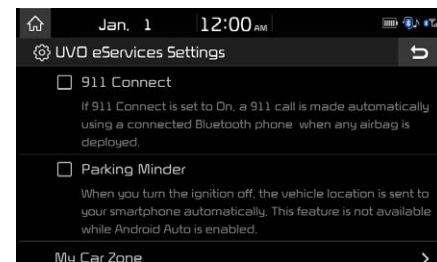 Jan. 1 12:00 AM
UVO eServices Settings
911 Connect
If 911 Connect is set to On, a 911 call is made automatically
using a connected Bluetooth phone when any airbag is
deployed.
Parking Minder
When you turn the ignition off, the vehicle location is sent to
your smartphone automatically. This feature is not available
while Android Auto is enabled.
My Car Zone